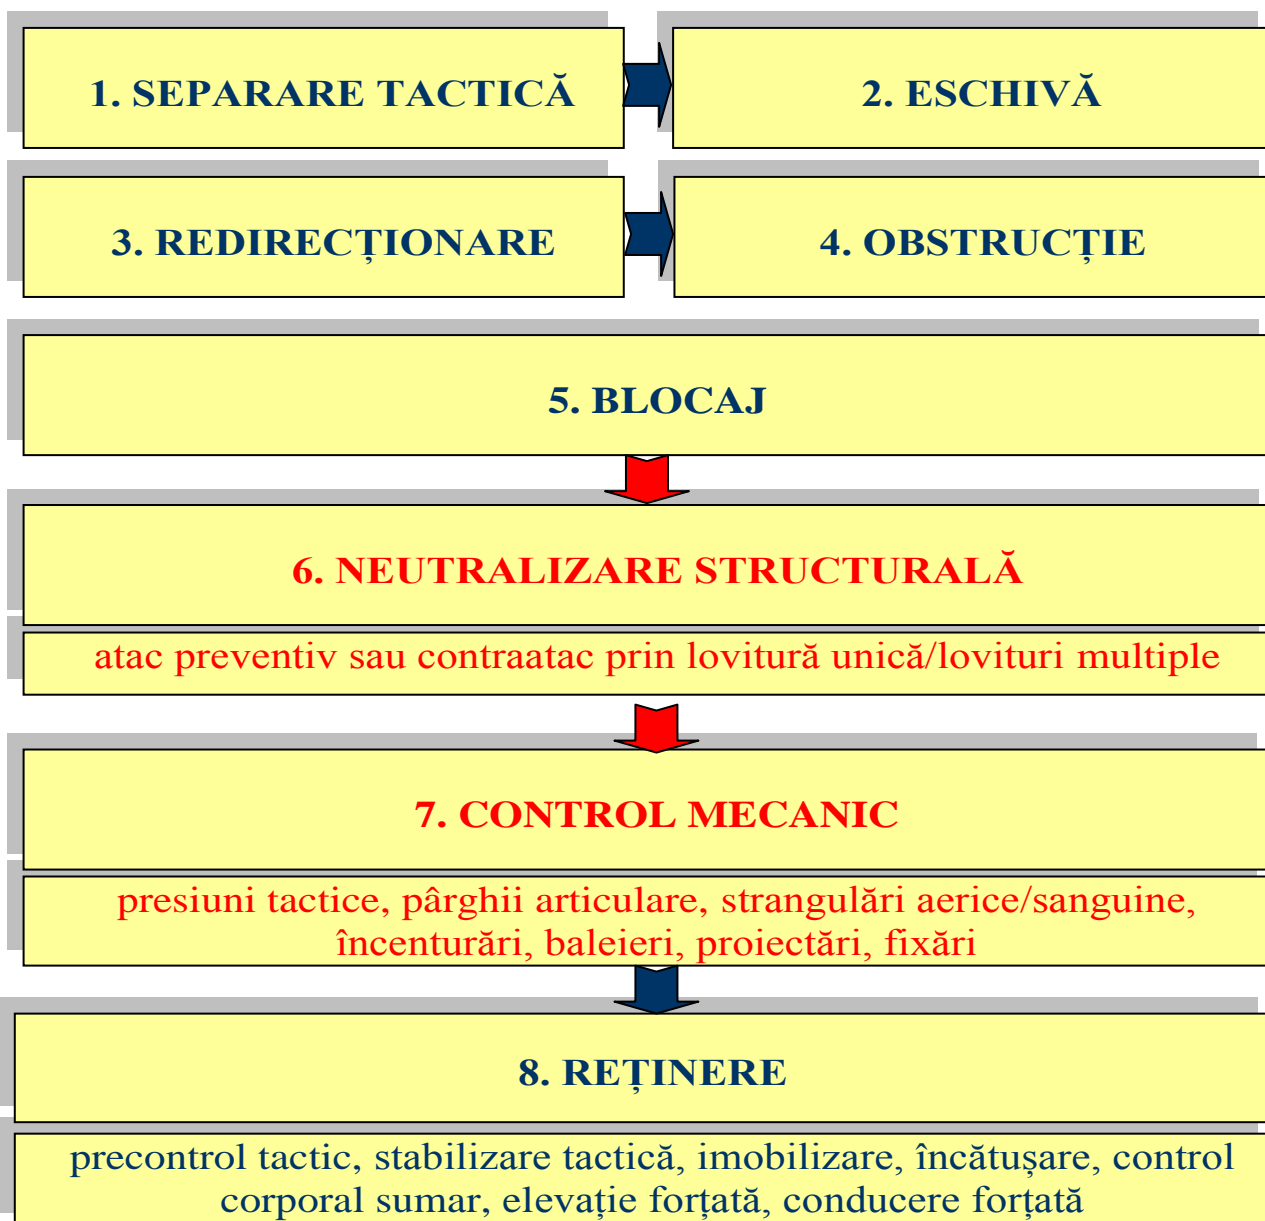 1. SEPARARE TACTICĂ
2. ESCHIVĂ
3. REDIRECȚIONARE
4. OBSTRUCȚIE
5. BLOCAJ
6. NEUTRALIZARE STRUCTURALĂ
atac preventiv sau contraatac prin lovitură unică/lovituri multiple
7. CONTROL MECANIC
presiuni tactice, pârghii articulare, strangulări aerice/sanguine,
încenturări, baleieri, proiectări, fixări
8. REȚINERE
precontrol tactic, stabilizare tactică, imobilizare, încătușare, control
corporal sumar, elevație forțată, conducere forțată